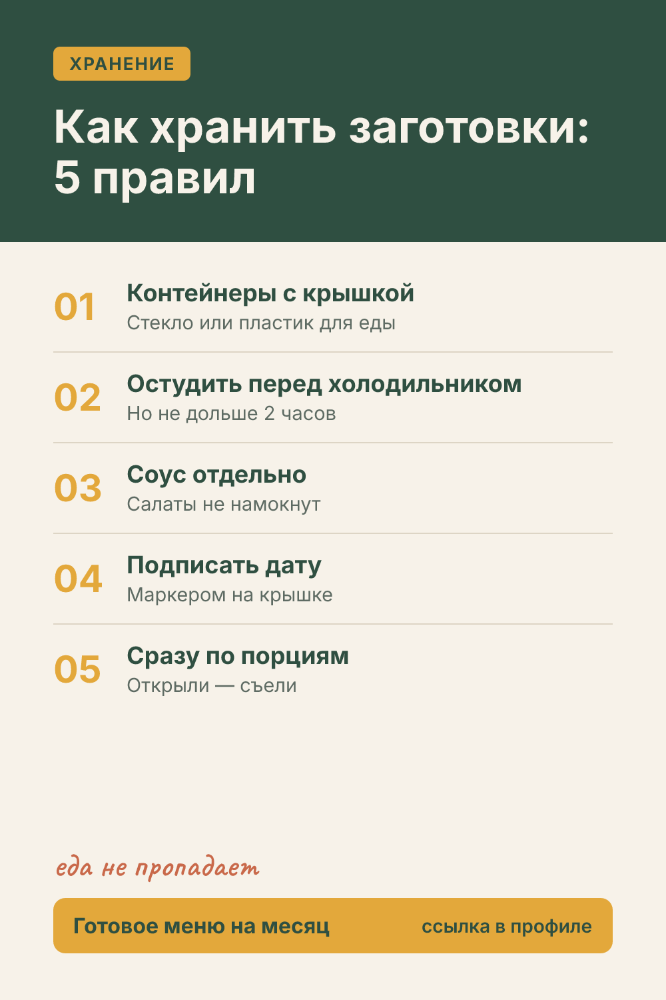 ХРАНЕНИЕ
Как хранить заготовки:
5 правил
01
Контейнеры с крышкой
Стекло или пластик для еды
02
Остудить перед холодильником
Но не дольше 2 часов
03
Соус отдельно
Салаты не намокнут
04
Подписать дату
Маркером на крышке
05
Сразу по порциям
Открыли — съели
еда не пропадает
Готовое меню на месяц
ссылка в профиле